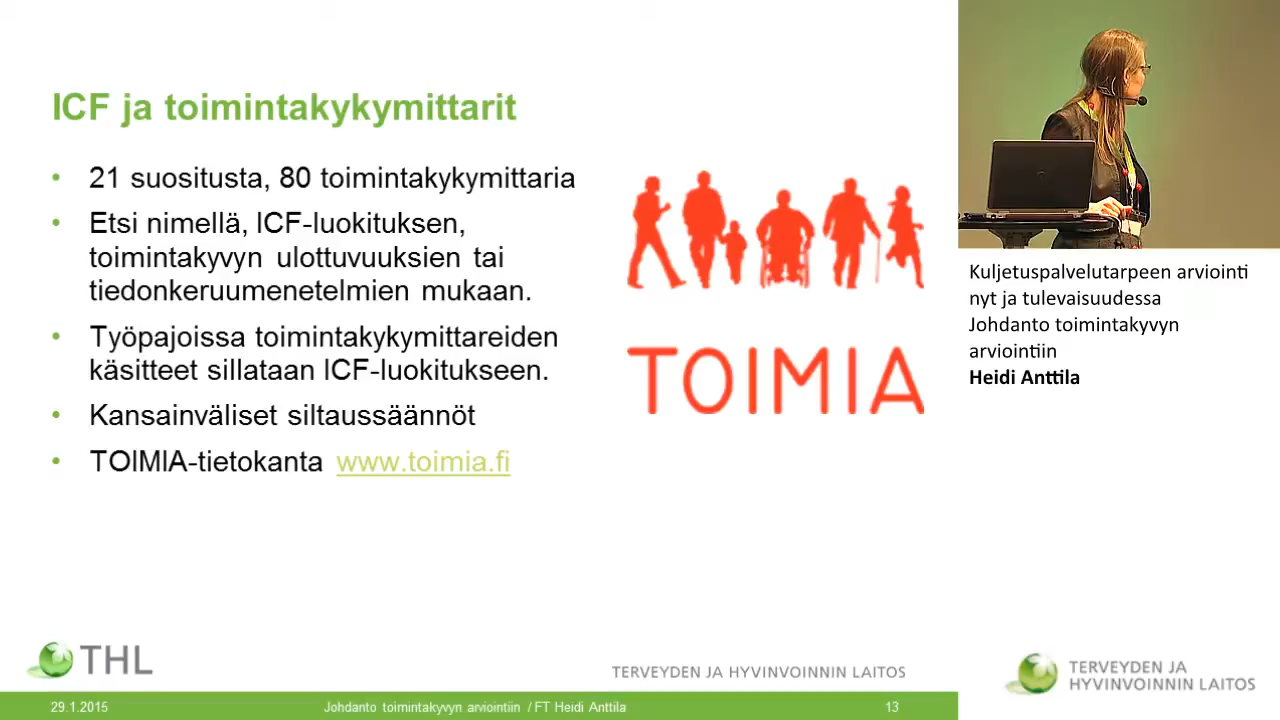 ICF ja toimintakykymittarit
• 21 suositusta, 80 toimintakykymittaria
• Etsi nimellä, ICF-luokituksen,
toimintakyvyn ulottuvuuksien tai
tiedonkeruumenetelmien mukaan.
• Työpajoissa toimintakykymittareiden
käsitteet sillataan ICF-luokitukseen.
• Kansainväliset siltaussäännöt
• TOIMIA-tietokanta www.toimia.fi
TOIMIA
Kuljetuspalvelutarpeen arviointi
nyt ja tulevaisuudessa
Johdanto toimintakyvyn
arviointiin
Heidi Anttila
THL
TERVEYDEN JA HYVINVOINNIN LAITOS
TERVEYDEN JA
HYVINVOINNIN LAITOS
29.1.2015
Johdanto toimintakyvyn arviointiin / FT Heidi Anttila
13